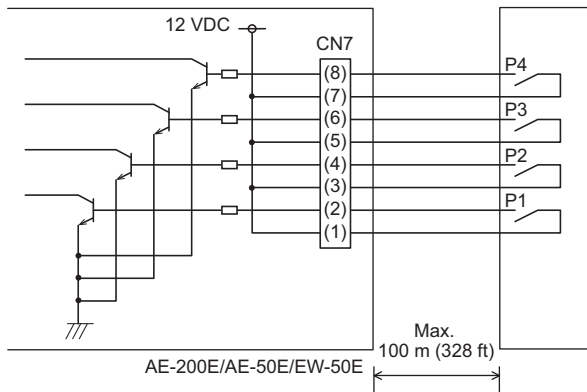 12 VDC
CN7
(8)
P4
(7)
(6)
P3
(5)
(4)
P2
(3)
(2)
P1
(1)
Max.
100 m (328 ft)
AE-200E/AE-50E/EW-50E